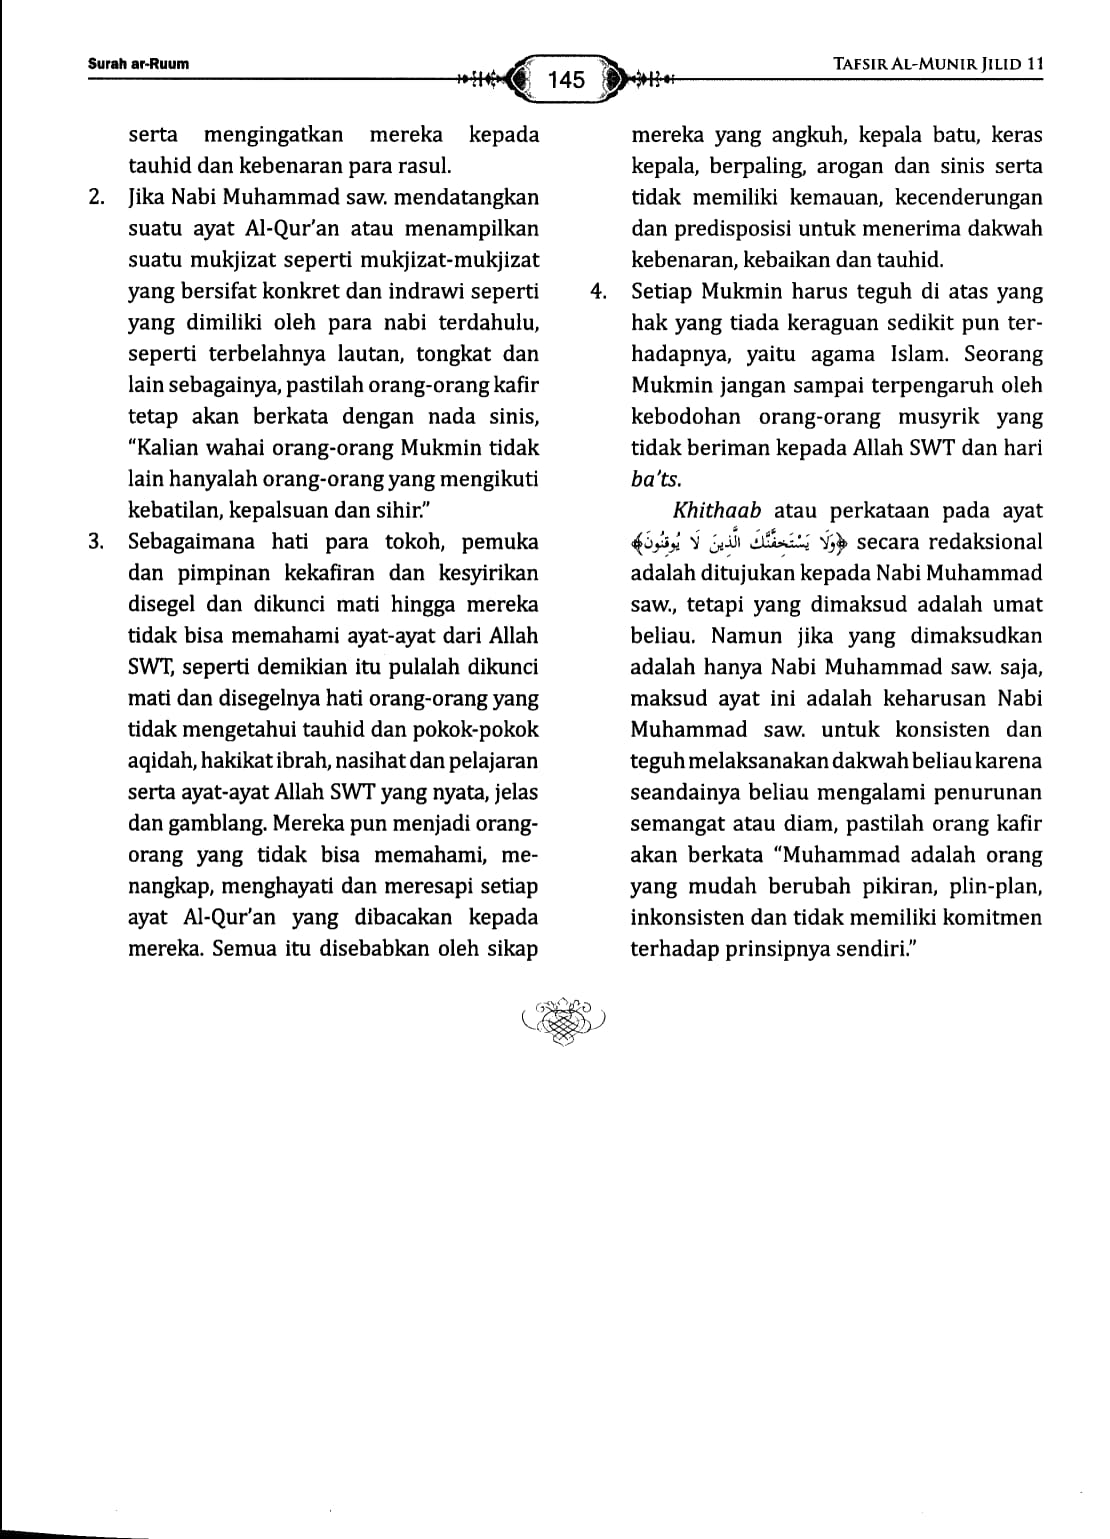 Surah ar-Ruum
145
TAFSIR AL-MUNIR JILID 11
serta mengingatkan mereka kepada
tauhid dan kebenaran para rasul.
2. Jika Nabi Muhammad saw. mendatangkan
suatu ayat Al-Qur'an atau menampilkan
suatu mukjizat seperti mukjizat-mukjizat
yang bersifat konkret dan indrawi seperti
yang dimiliki oleh para nabi terdahulu,
seperti terbelahnya lautan, tongkat dan
lain sebagainya, pastilah orang-orang kafir
tetap akan berkata dengan nada sinis,
“Kalian wahai orang-orang Mukmin tidak
lain hanyalah orang-orang yang mengikuti
kebatilan, kepalsuan dan sihir.”
3. Sebagaimana hati para tokoh, pemuka
dan pimpinan kekafiran dan kesyirikan
disegel dan dikunci mati hingga mereka
tidak bisa memahami ayat-ayat dari Allah
SWT, seperti demikian itu pulalah dikunci
mati dan disegelnya hati orang-orang yang
tidak mengetahui tauhid dan pokok-pokok
aqidah, hakikat ibrah, nasihat dan pelajaran
serta ayat-ayat Allah SWT yang nyata, jelas
dan gamblang. Mereka pun menjadi orang-
orang yang tidak bisa memahami, me-
nangkap, menghayati dan meresapi setiap
ayat Al-Qur'an yang dibacakan kepada
mereka. Semua itu disebabkan oleh sikap
mereka yang angkuh, kepala batu, keras
kepala, berpaling, arogan dan sinis serta
tidak memiliki kemauan, kecenderungan
dan predisposisi untuk menerima dakwah
kebenaran, kebaikan dan tauhid.
4. Setiap Mukmin harus teguh di atas yang
hak yang tiada keraguan sedikit pun ter-
hadapnya, yaitu agama Islam. Seorang
Mukmin jangan sampai terpengaruh oleh
kebodohan orang-orang musyrik yang
tidak beriman kepada Allah SWT dan hari
ba'ts.
Khithaab atau perkataan pada ayat
﴿وَلَا يَسْتَخِفَّنَّكَ الَّذِينَ لَا يُوقِنُونَ﴾ secara redaksional
adalah ditujukan kepada Nabi Muhammad
saw., tetapi yang dimaksud adalah umat
beliau. Namun jika yang dimaksudkan
adalah hanya Nabi Muhammad saw. saja,
maksud ayat ini adalah keharusan Nabi
Muhammad saw. untuk konsisten dan
teguh melaksanakan dakwah beliau karena
seandainya beliau mengalami penurunan
semangat atau diam, pastilah orang kafir
akan berkata “Muhammad adalah orang
yang mudah berubah pikiran, plin-plan,
inkonsisten dan tidak memiliki komitmen
terhadap prinsipnya sendiri.”